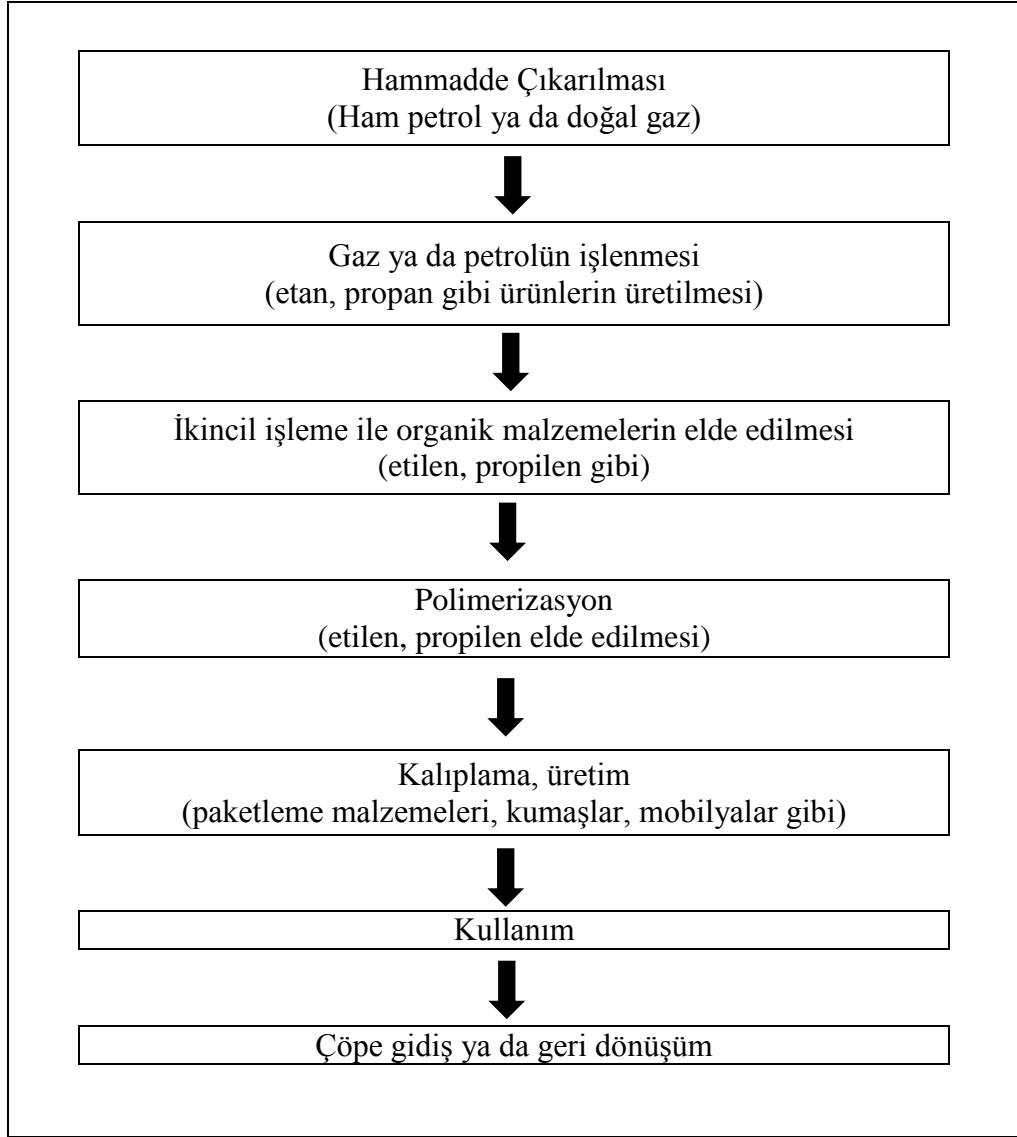 Hammadde Çıkarılması
(Ham petrol ya da doğal gaz)
Gaz ya da petrolün işlenmesi
(etan, propan gibi ürünlerin üretilmesi)
İkincil işleme ile organik malzemelerin elde edilmesi
(etilen, propilen gibi)
Polimerizasyon
(etilen, propilen elde edilmesi)
Kalıplama, üretim
(paketleme malzemeleri, kumaşlar, mobilyalar gibi)
Kullanım
Çöpe gidiş ya da geri dönüşüm